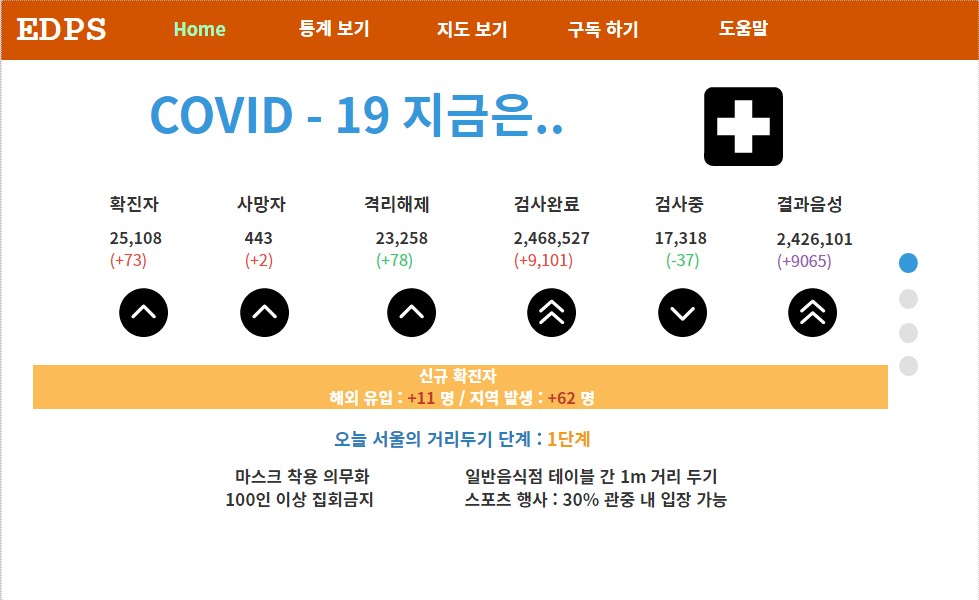 EDPS Home 통계 보기 지도 보기 구독 하기 도움말
COVID - 19 지금은..
확진자 사망자 격리해제 검사완료 검사중 결과음성
25,108 443 23,258 2,468,527 17,318 2,426,101
(+73) (+2) (+78) (+9,101) (-37) (+9065)
신규 확진자
해외 유입 : +11 명 / 지역 발생 : +62 명
오늘 서울의 거리두기 단계 : 1단계
마스크 착용 의무화 일반음식점 테이블 간 1m 거리 두기
100인 이상 집회금지 스포츠 행사 : 30% 관중 내 입장 가능